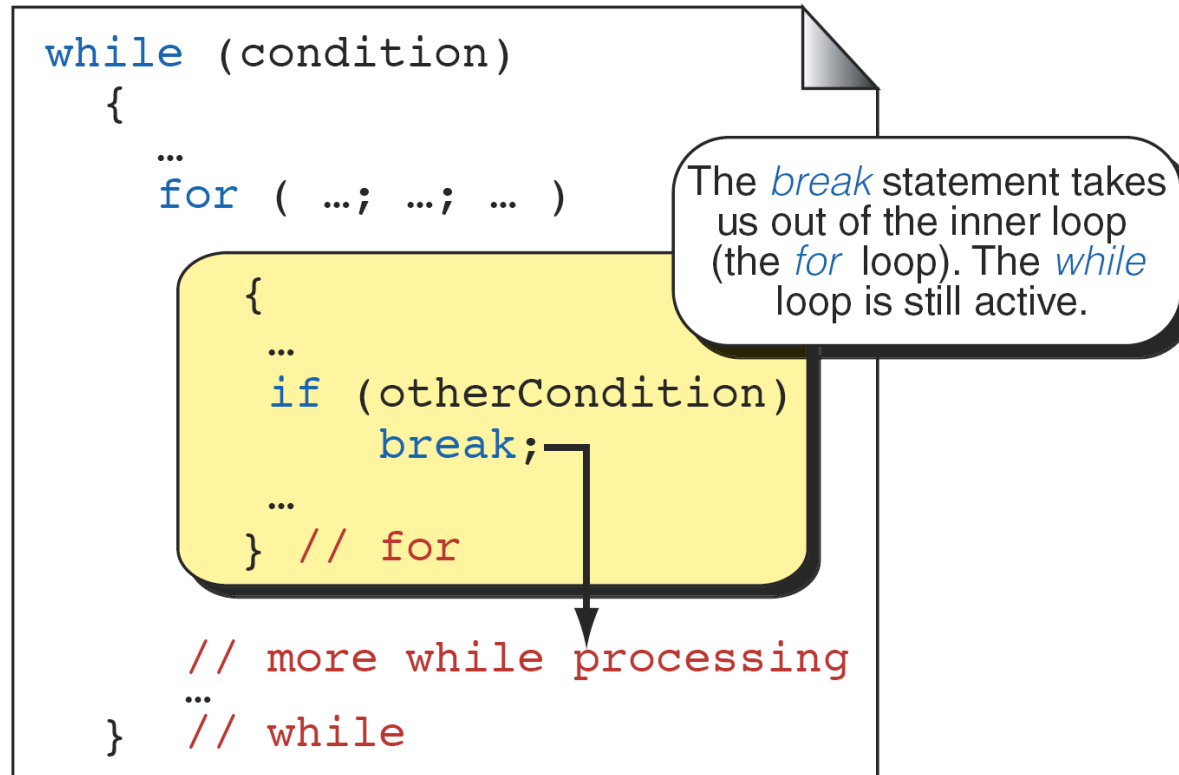 while (condition)
{
…
for ( …; …; … )
{
…
if (otherCondition)
break;
…
} // for
// more while processing
…
} // while
The break statement takes
us out of the inner loop
(the for loop). The while
loop is still active.